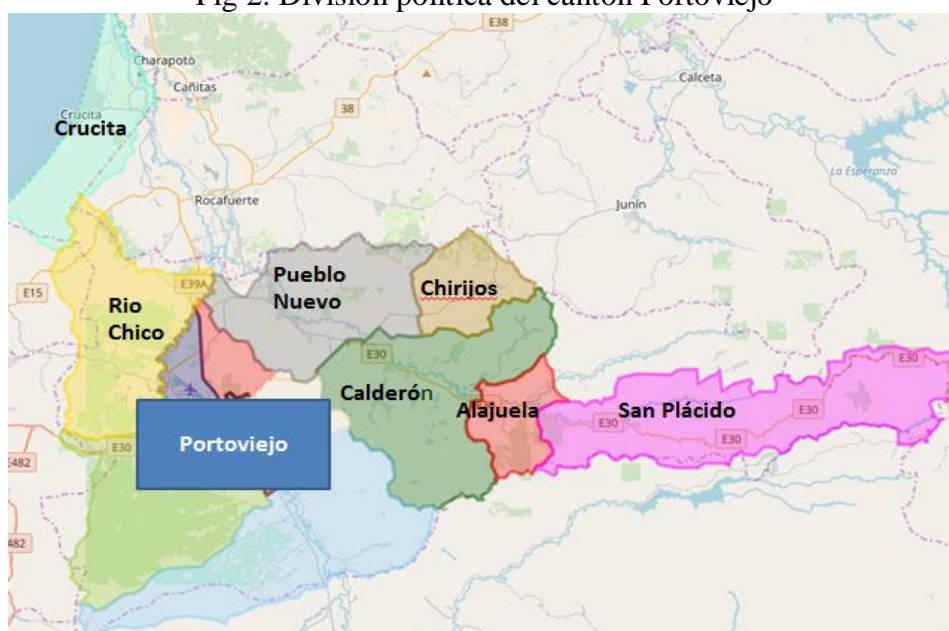 Fig 2. División política del cantón Portoviejo
E38
Charapotó
Calceta
Cañitas
38
Crucita
Crucita
La Esperanza
Rocafuerte
Junín
Pueblo
Nuevo
E39A
Chirijos
E15
Rio
Chico
E30
E30
Calderón
Alajuela
San Plácido
E30
E30
E30
Portoviejo
E30
E482
482